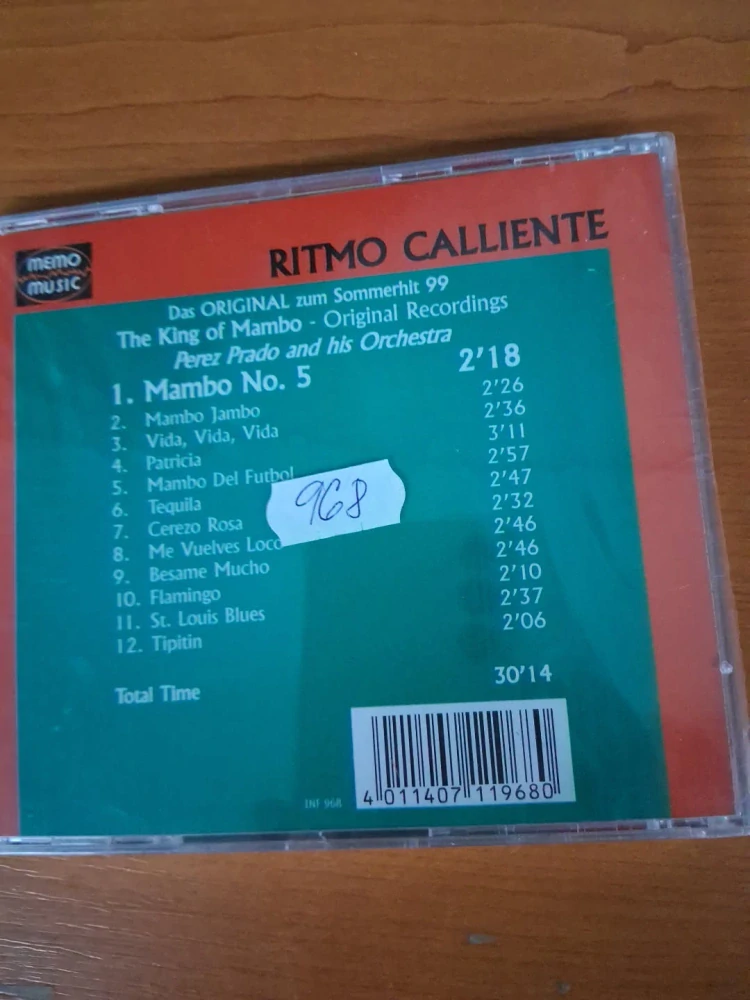 MEMO
MUSIC
RITMO CALLIENTE
Das ORIGINAL zum Sommerhit 99
The King of Mambo - Original Recordings
Perez Prado and his Orchestra
1. Mambo No. 5 2'18
2. Mambo Jambo 2'26
3. Vida, Vida, Vida 2'36
4. Patricia 3'11
5. Mambo Del Futbol 2'57
6. Tequila 2'47
7. Cerezo Rosa 2'32
8. Me Vuelves Loco 2'46
9. Besame Mucho 2'46
10. Flamingo 2'10
11. St. Louis Blues 2'37
12. Tipitin 2'06
Total Time 30'14
968
INF 968
4 011407 119680